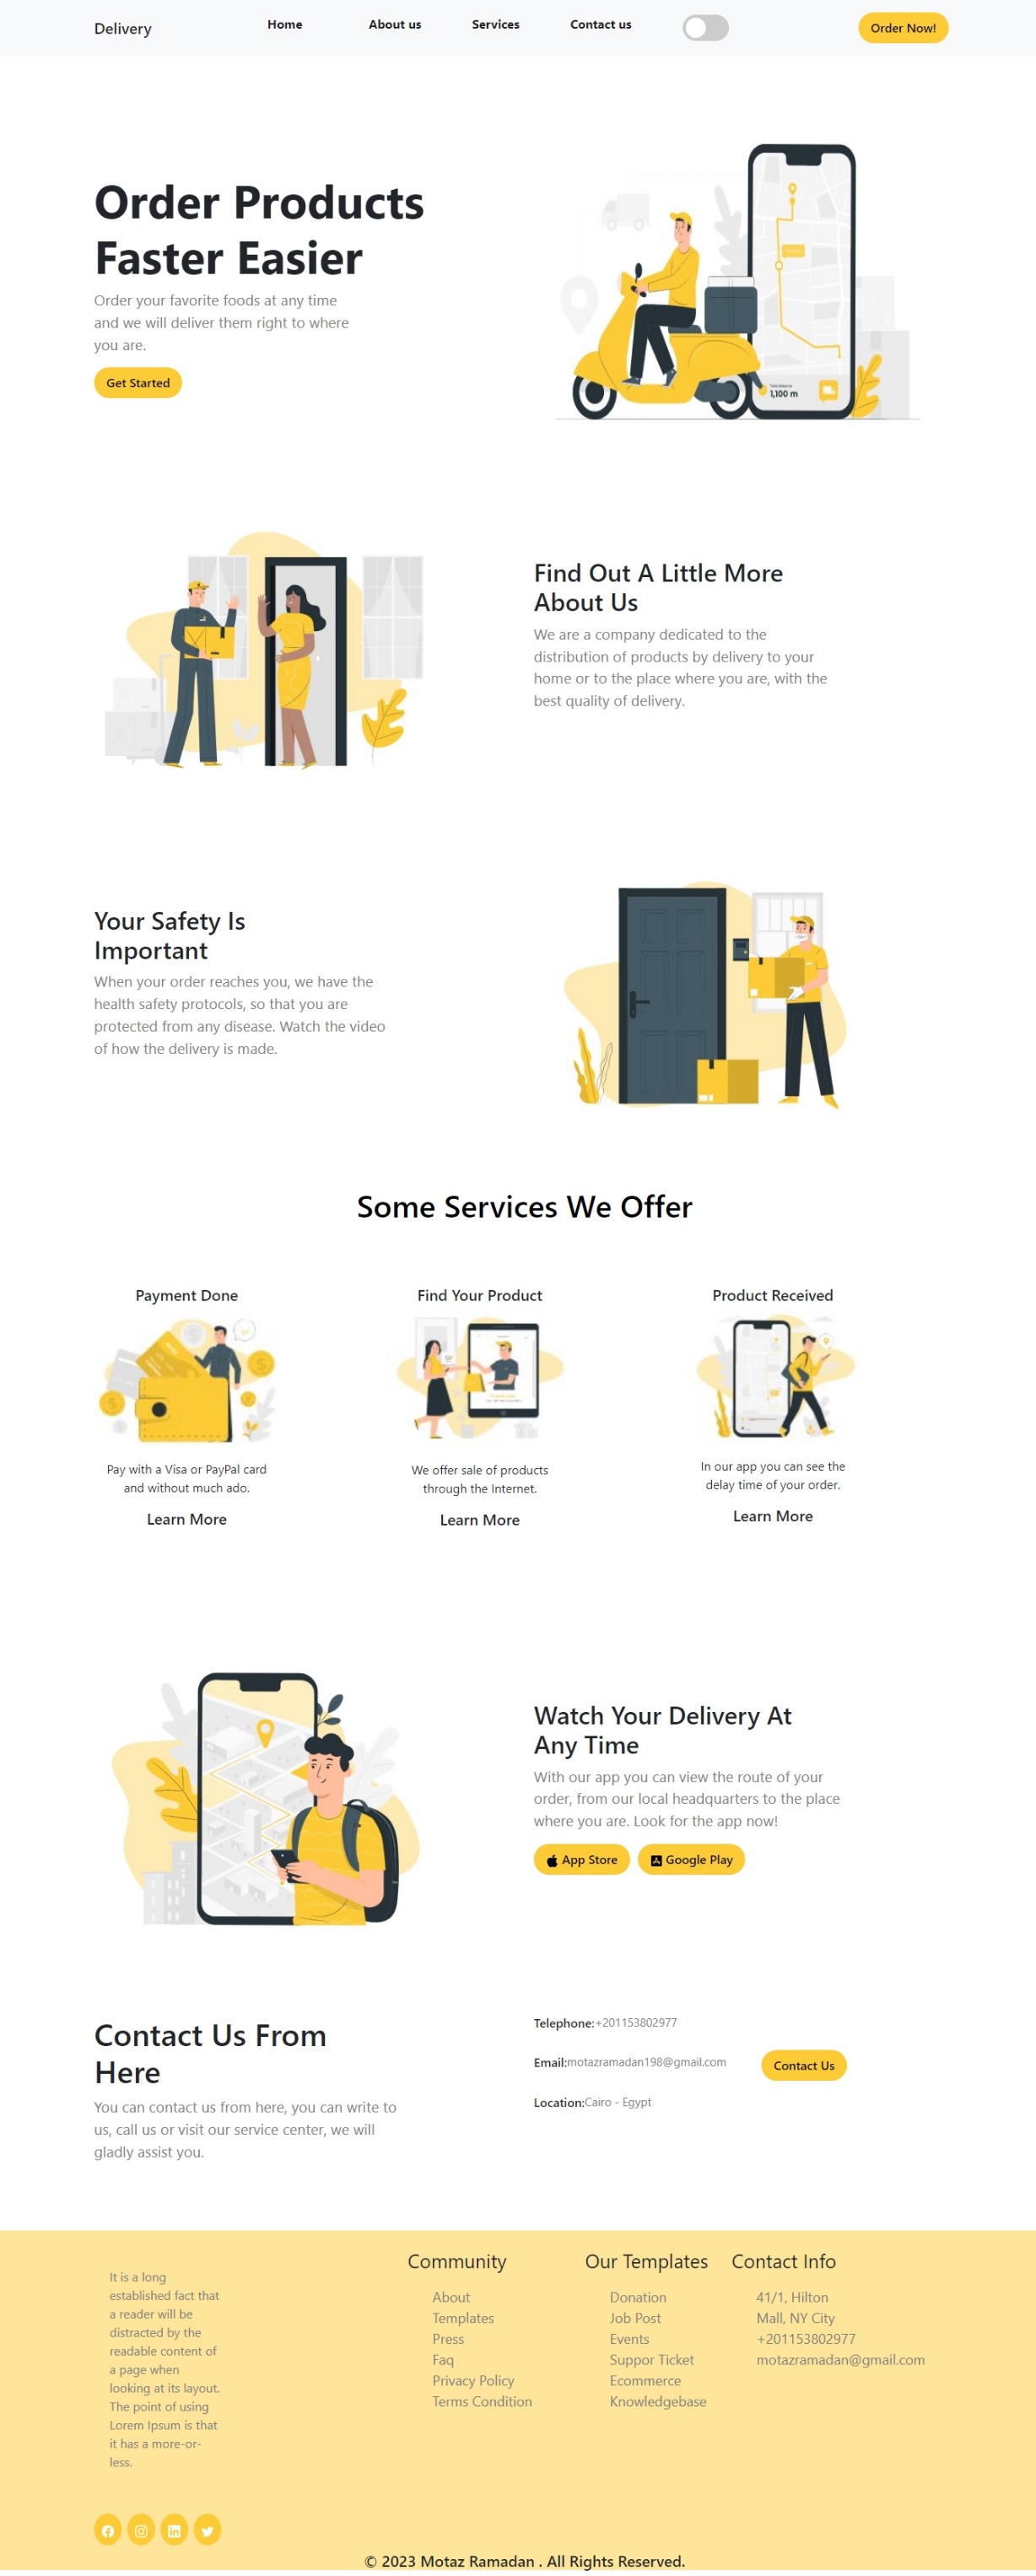 Delivery
Home
About us
Services
Contact us
Order Now!
Order Products
Faster Easier
Order your favorite foods at any time
and we will deliver them right to where
you are.
Get Started
1,100 m
Find Out A Little More
About Us
We are a company dedicated to the
distribution of products by delivery to your
home or to the place where you are, with the
best quality of delivery.
Your Safety Is
Important
When your order reaches you, we have the
health safety protocols, so that you are
protected from any disease. Watch the video
of how the delivery is made.
Some Services We Offer
Payment Done
Pay with a Visa or PayPal card
and without much ado.
Learn More
Find Your Product
We offer sale of products
through the Internet.
Learn More
Product Received
In our app you can see the
delay time of your order.
Learn More
Watch Your Delivery At
Any Time
With our app you can view the route of your
order, from our local headquarters to the place
where you are. Look for the app now!
App Store
Google Play
Contact Us From
Here
You can contact us from here, you can write to
us, call us or visit our service center, we will
gladly assist you.
Telephone:+201153802977
Email:motazramadan198@gmail.com
Location:Cairo - Egypt
Contact Us
It is a long
established fact that
a reader will be
distracted by the
readable content of
a page when
looking at its layout.
The point of using
Lorem Ipsum is that
it has a more-or-
less.
Community
About
Templates
Press
Faq
Privacy Policy
Terms Condition
Our Templates
Donation
Job Post
Events
Suppor Ticket
Ecommerce
Knowledgebase
Contact Info
41/1, Hilton
Mall, NY City
+201153802977
motazramadan@gmail.com
© 2023 Motaz Ramadan . All Rights Reserved.